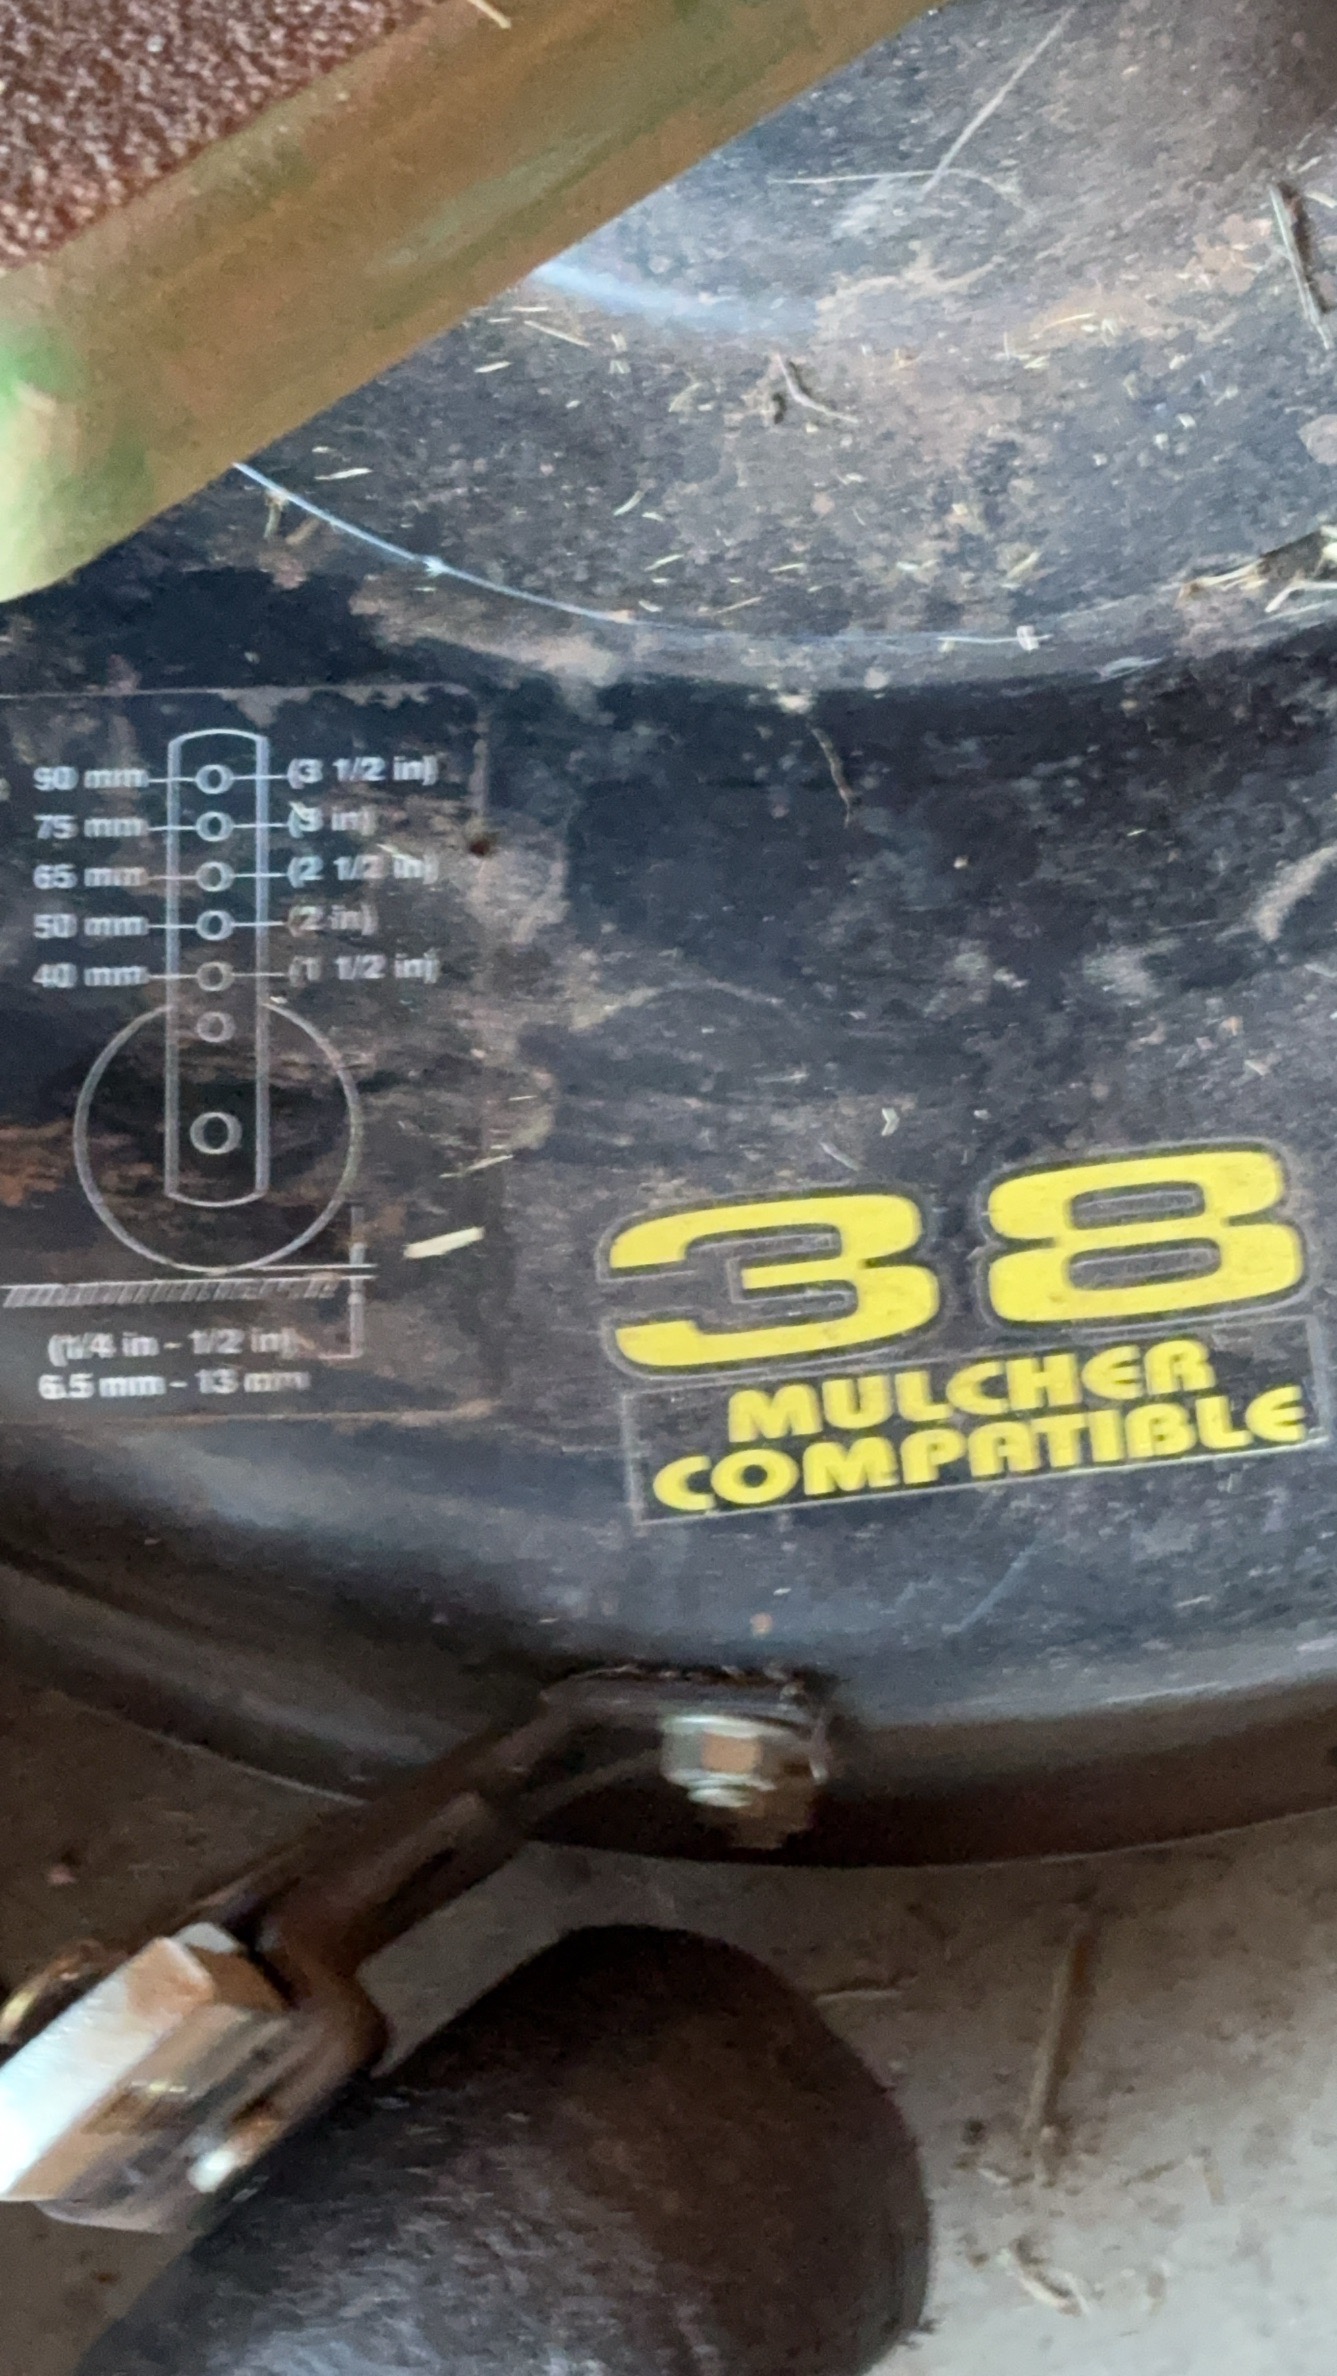 90 mm (3 1/2 in)
75 mm (3 in)
65 mm (2 1/2 in)
50 mm (2 in)
40 mm (1 1/2 in)
(1/4 in - 1/2 in)
6.5 mm - 13 mm
38
MULCHER
COMPATIBLE